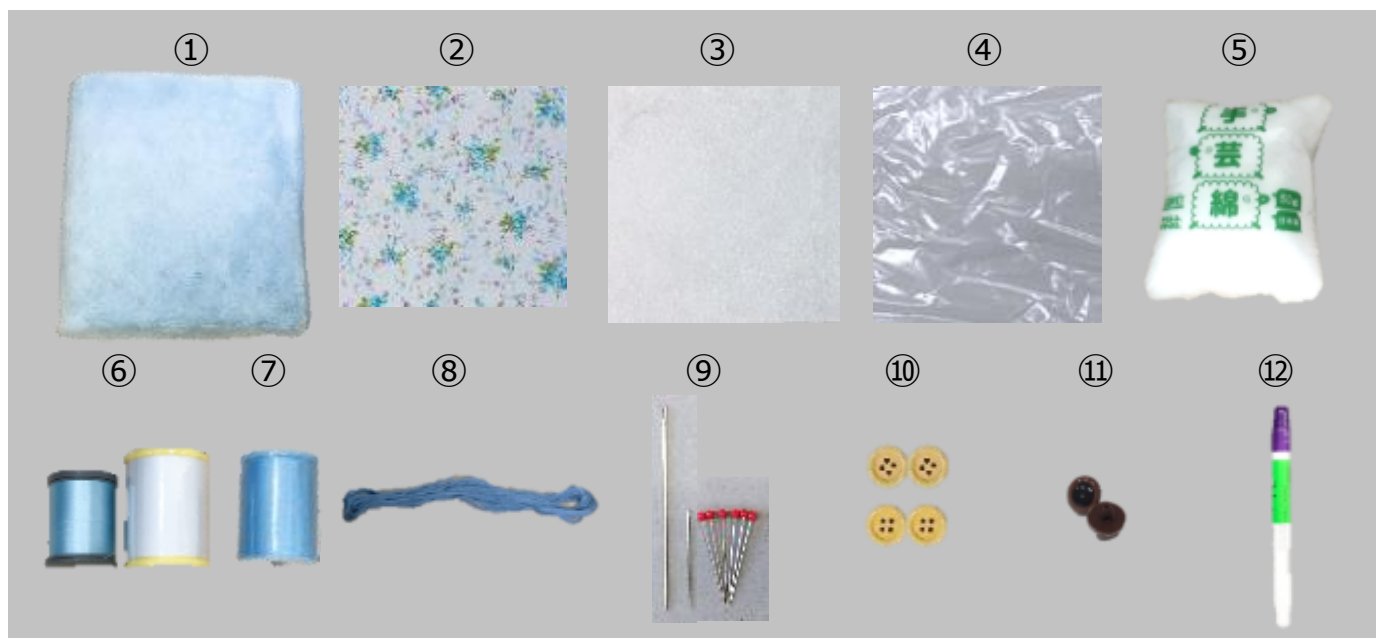 ① ② ③ ④ ⑤
手
芸
綿
⑥ ⑦ ⑧ ⑨ ⑩ ⑪ ⑫